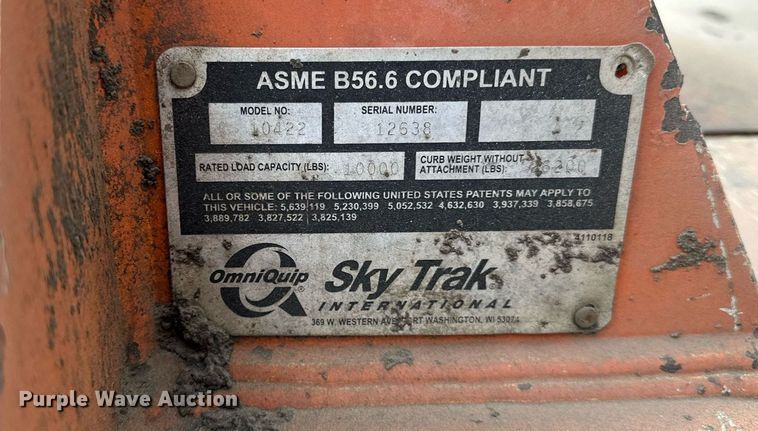 ASME B56.6 COMPLIANT
MODEL NO: SERIAL NUMBER:
10422 12638 1
RATED LOAD CAPACITY (LBS): 10000 CURB WEIGHT WITHOUT ATTACHMENT (LBS):
ALL OR SOME OF THE FOLLOWING UNITED STATES PATENTS MAY APPLY TO
THIS VEHICLE: 5,639,119 5,230,399 5,052,532 4,632,630 3,937,339 3,858,675
3,889,782 3,827,522 3,825,139
4110118
OmniQuip ® Sky Trak
INTERNATIONAL
369 W. WESTERN AVE. PORT WASHINGTON, WI 53074
Purple Wave Auction